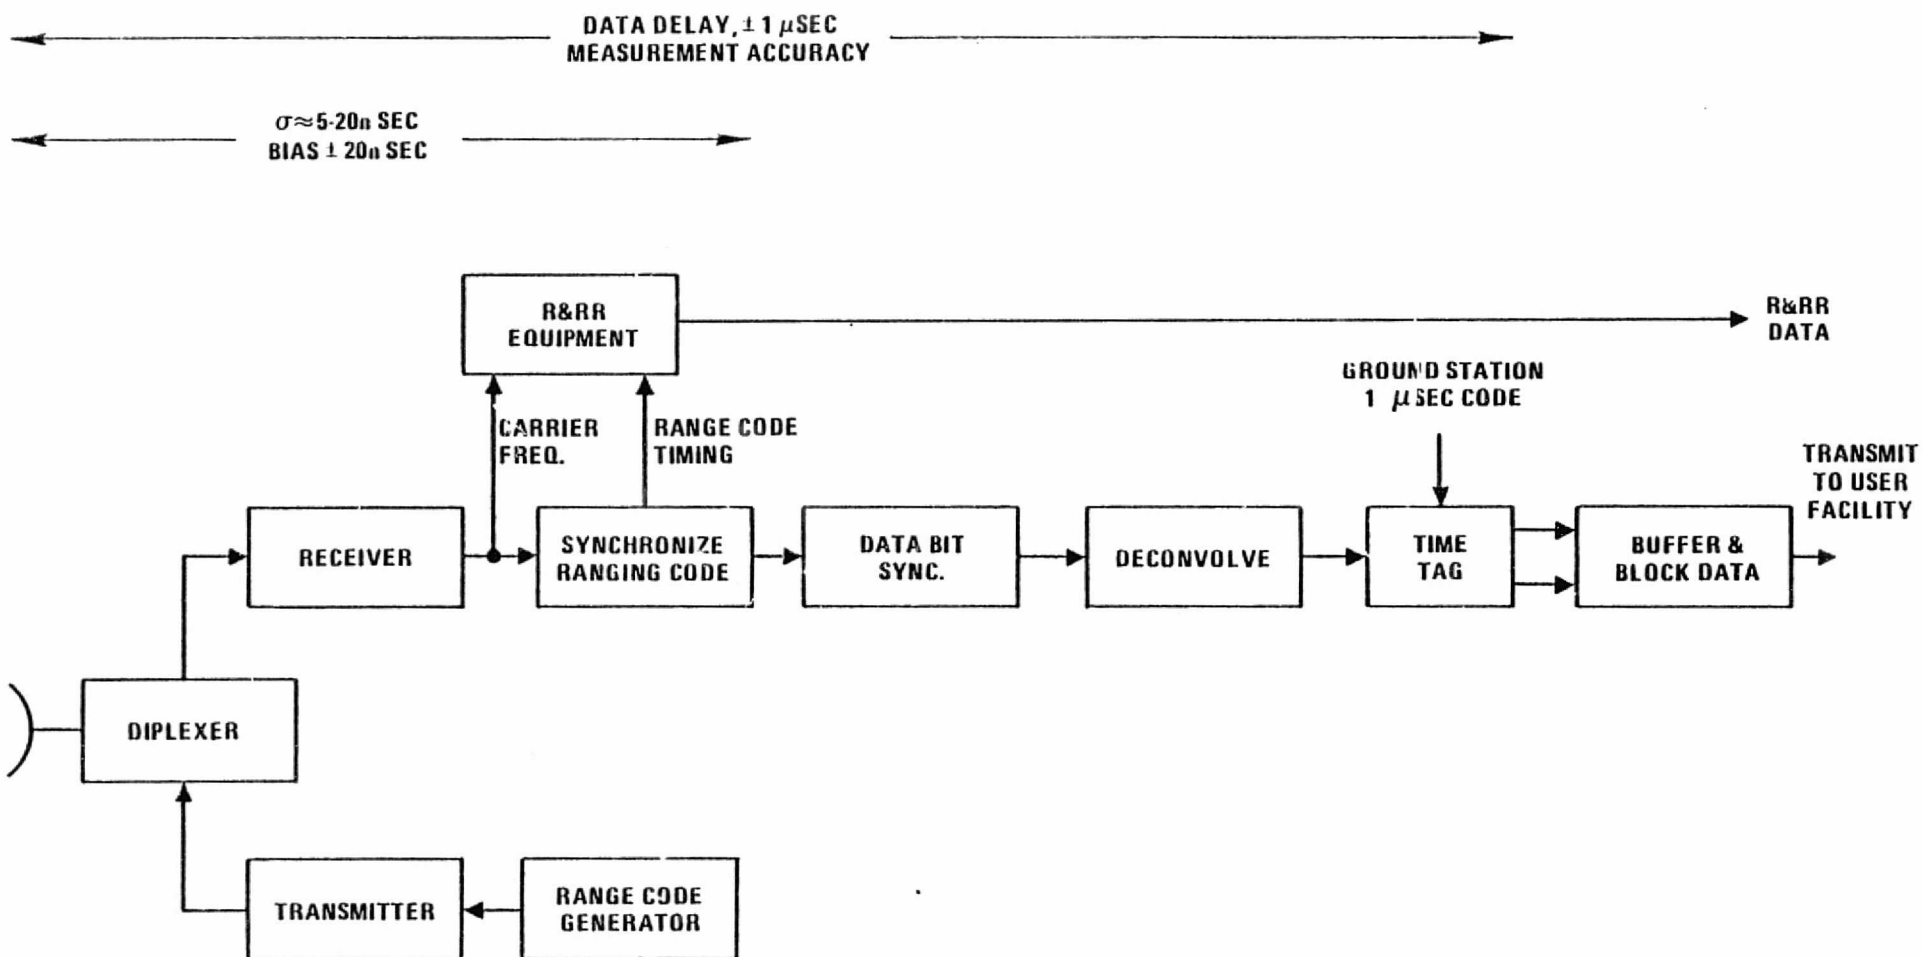 DATA DELAY, ± 1 μSEC
MEASUREMENT ACCURACY
σ≈5-20n SEC
BIAS ± 20n SEC
R&RR
EQUIPMENT
R&RR
DATA
GROUND STATION
1 μSEC CODE
CARRIER
FREQ.
RANGE CODE
TIMING
TRANSMIT
TO USER
FACILITY
RECEIVER
SYNCHRONIZE
RANGING CODE
DATA BIT
SYNC.
DECONVOLVE
TIME
TAG
BUFFER &
BLOCK DATA
DIPLEXER
TRANSMITTER
RANGE CODE
GENERATOR